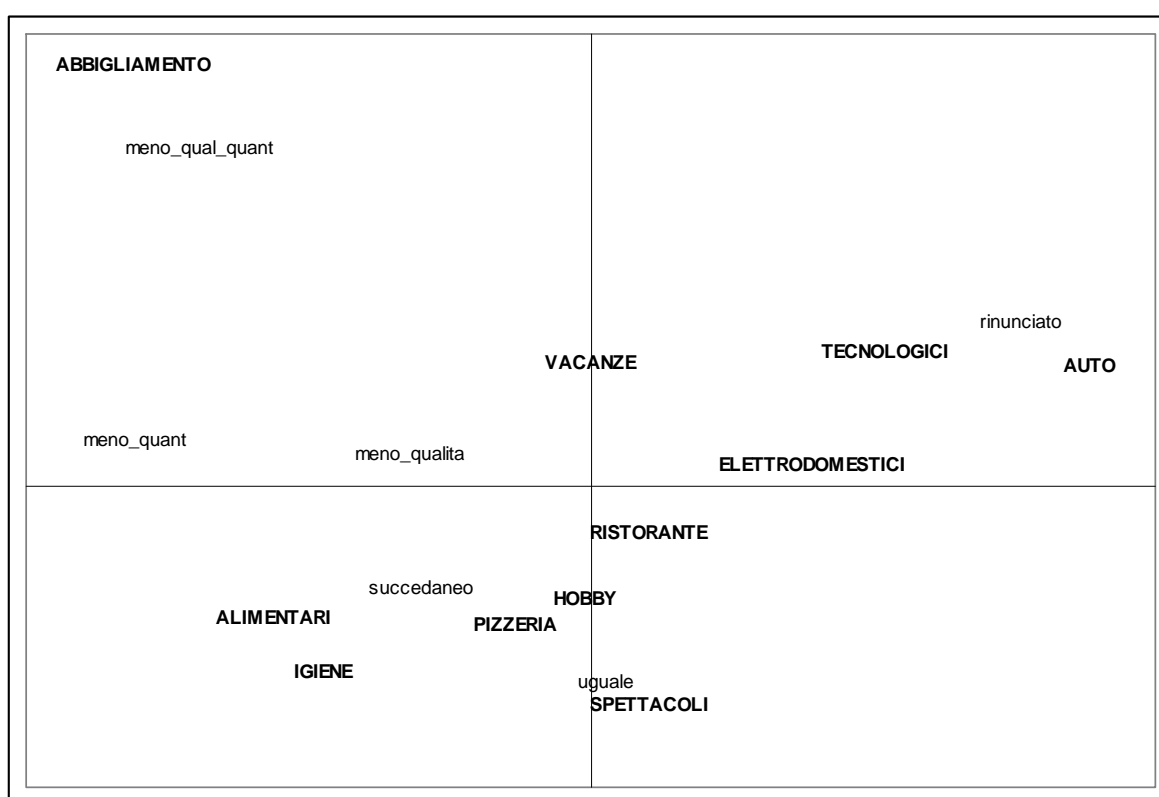 ABBIGLIAMENTO
meno_qual_quant
rinunciato
TECNOLOGICI
VACANZE
AUTO
meno_quant
meno_qualita
ELETTRODOMESTICI
RISTORANTE
succedaneo
HOBBY
ALIMENTARI
PIZZERIA
IGIENE
uguale
SPETTACOLI